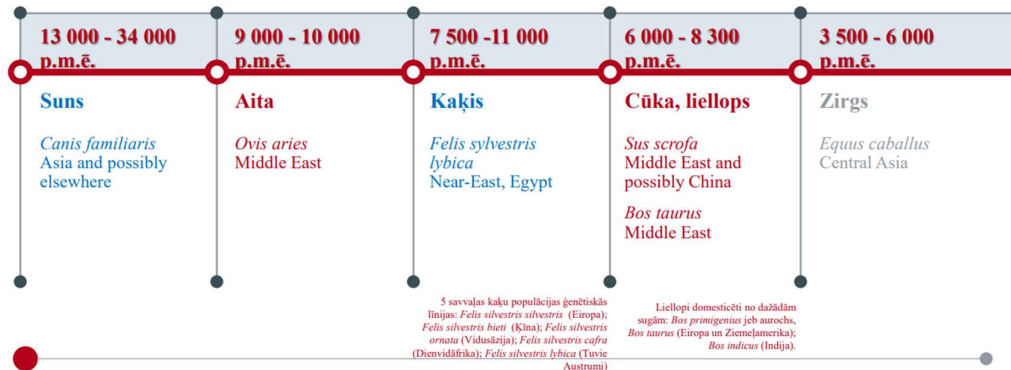 13 000 - 34 000
p.m.ē.
Suns
Canis familiaris
Asia and possibly
elsewhere
9 000 - 10 000
p.m.ē.
Aita
Ovis aries
Middle East
7 500 -11 000
p.m.ē.
Kaķis
Felis sylvestris
lybica
Near-East, Egypt
6 000 - 8 300
p.m.ē.
Cūka, liellops
Sus scrofa
Middle East and
possibly China
Bos taurus
Middle East
3 500 - 6 000
p.m.ē.
Zirgs
Equus caballus
Central Asia
5 savvaļas kaķu populācijas ģenētiskās
līnijas: Felis silvestris silvestris (Eiropa);
Felis silvestris bieti (Ķīna); Felis silvestris
ornata (Vidusāzija); Felis silvestris cafra
(Dienvidāfrika); Felis silvestris lybica (Tuvie
Austrumi)
Liellopi domesticēti no dažādām
sugām: Bos primigenius jeb aurochs,
Bos taurus (Eiropa un Ziemeļamerika);
Bos indicus (Indija).